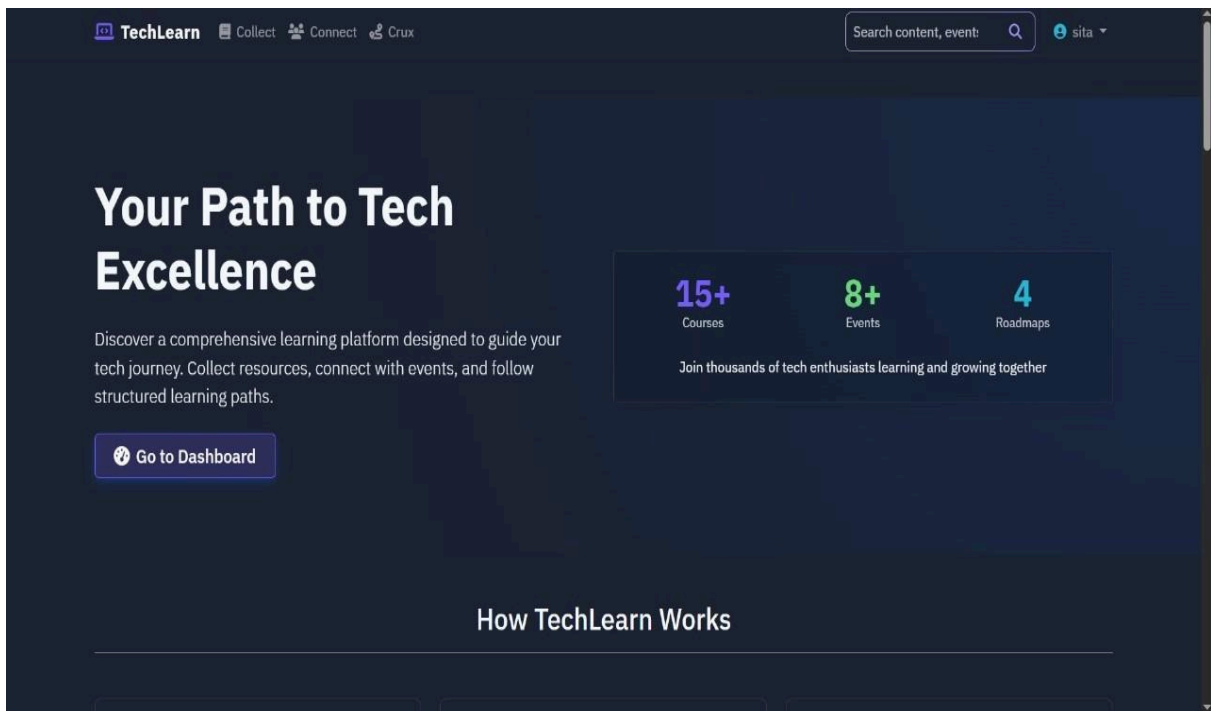 TechLearn Collect Connect Crux
Search content, event
sita
Your Path to Tech
Excellence
Discover a comprehensive learning platform designed to guide your
tech journey. Collect resources, connect with events, and follow
structured learning paths.
Go to Dashboard
15+ 8+ 4
Courses Events Roadmaps
Join thousands of tech enthusiasts learning and growing together
How TechLearn Works